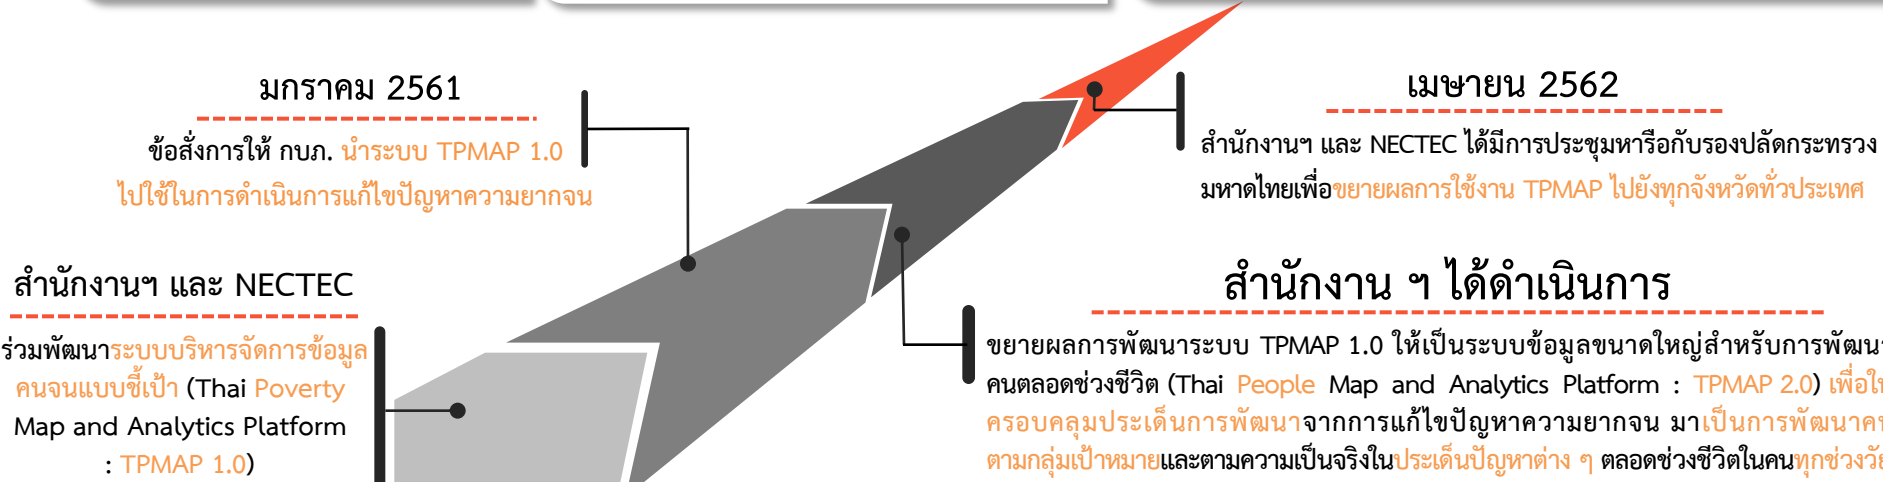 มกราคม 2561
ข้อสั่งการให้ กบภ. นำระบบ TPMAP 1.0
ไปใช้ในการดำเนินการแก้ไขปัญหาความยากจน
สำนักงานฯ และ NECTEC
ร่วมพัฒนาระบบบริหารจัดการข้อมูล
คนจนแบบชี้เป้า (Thai Poverty
Map and Analytics Platform
: TPMAP 1.0)
เมษายน 2562
สำนักงานฯ และ NECTEC ได้มีการประชุมหารือกับรองปลัดกระทรวง
มหาดไทยเพื่อขยายผลการใช้งาน TPMAP ไปยังทุกจังหวัดทั่วประเทศ
สำนักงาน ฯ ได้ดำเนินการ
ขยายผลการพัฒนาระบบ TPMAP 1.0 ให้เป็นระบบข้อมูลขนาดใหญ่สำหรับการพัฒนา
คนตลอดช่วงชีวิต (Thai People Map and Analytics Platform : TPMAP 2.0) เพื่อให้
ครอบคลุมประเด็นการพัฒนาจากการแก้ไขปัญหาความยากจน มาเป็นการพัฒนาคน
ตามกลุ่มเป้าหมายและตามความเป็นจริงในประเด็นปัญหาต่าง ๆ ตลอดช่วงชีวิตในคนทุกช่วงวัย